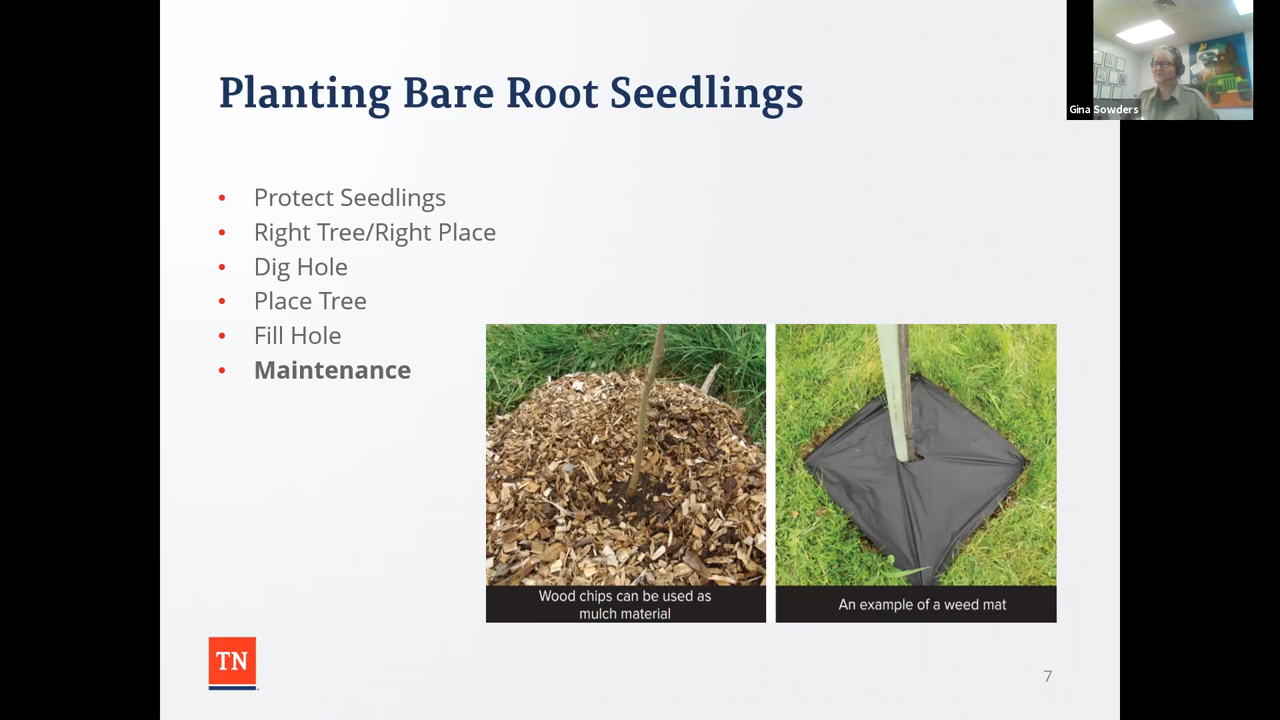 Planting Bare Root Seedlings
Gina Sowders
• Protect Seedlings
• Right Tree/Right Place
• Dig Hole
• Place Tree
• Fill Hole
• Maintenance
Wood chips can be used as
mulch material
An example of a weed mat
TN
7